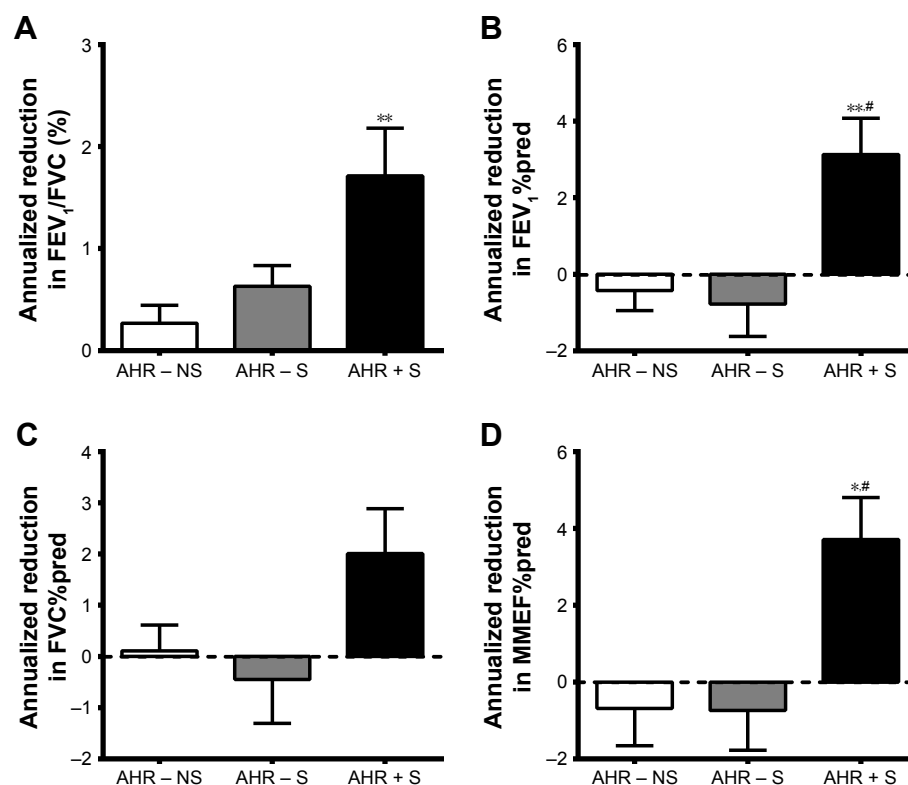 A
Annualized reduction
in FEV₁/FVC (%)
3
2
1
0
**
AHR – NS
AHR – S
AHR + S
B
Annualized reduction
in FEV₁%pred
6
4
2
0
–2
**,#
AHR – NS
AHR – S
AHR + S
C
Annualized reduction
in FVC%pred
4
3
2
1
0
–1
–2
AHR – NS
AHR – S
AHR + S
D
Annualized reduction
in MMEF%pred
6
4
2
0
–2
*,#
AHR – NS
AHR – S
AHR + S